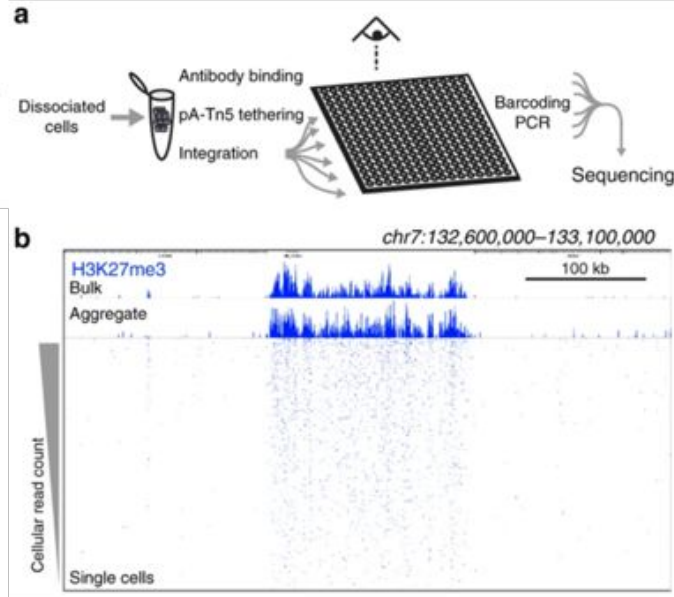 a
Dissociated
cells
Antibody binding
pA-Tn5 tethering
Integration
Barcoding
PCR
Sequencing
b
chr7:132,600,000–133,100,000
H3K27me3
Bulk
100 kb
Aggregate
Cellular read count
Single cells